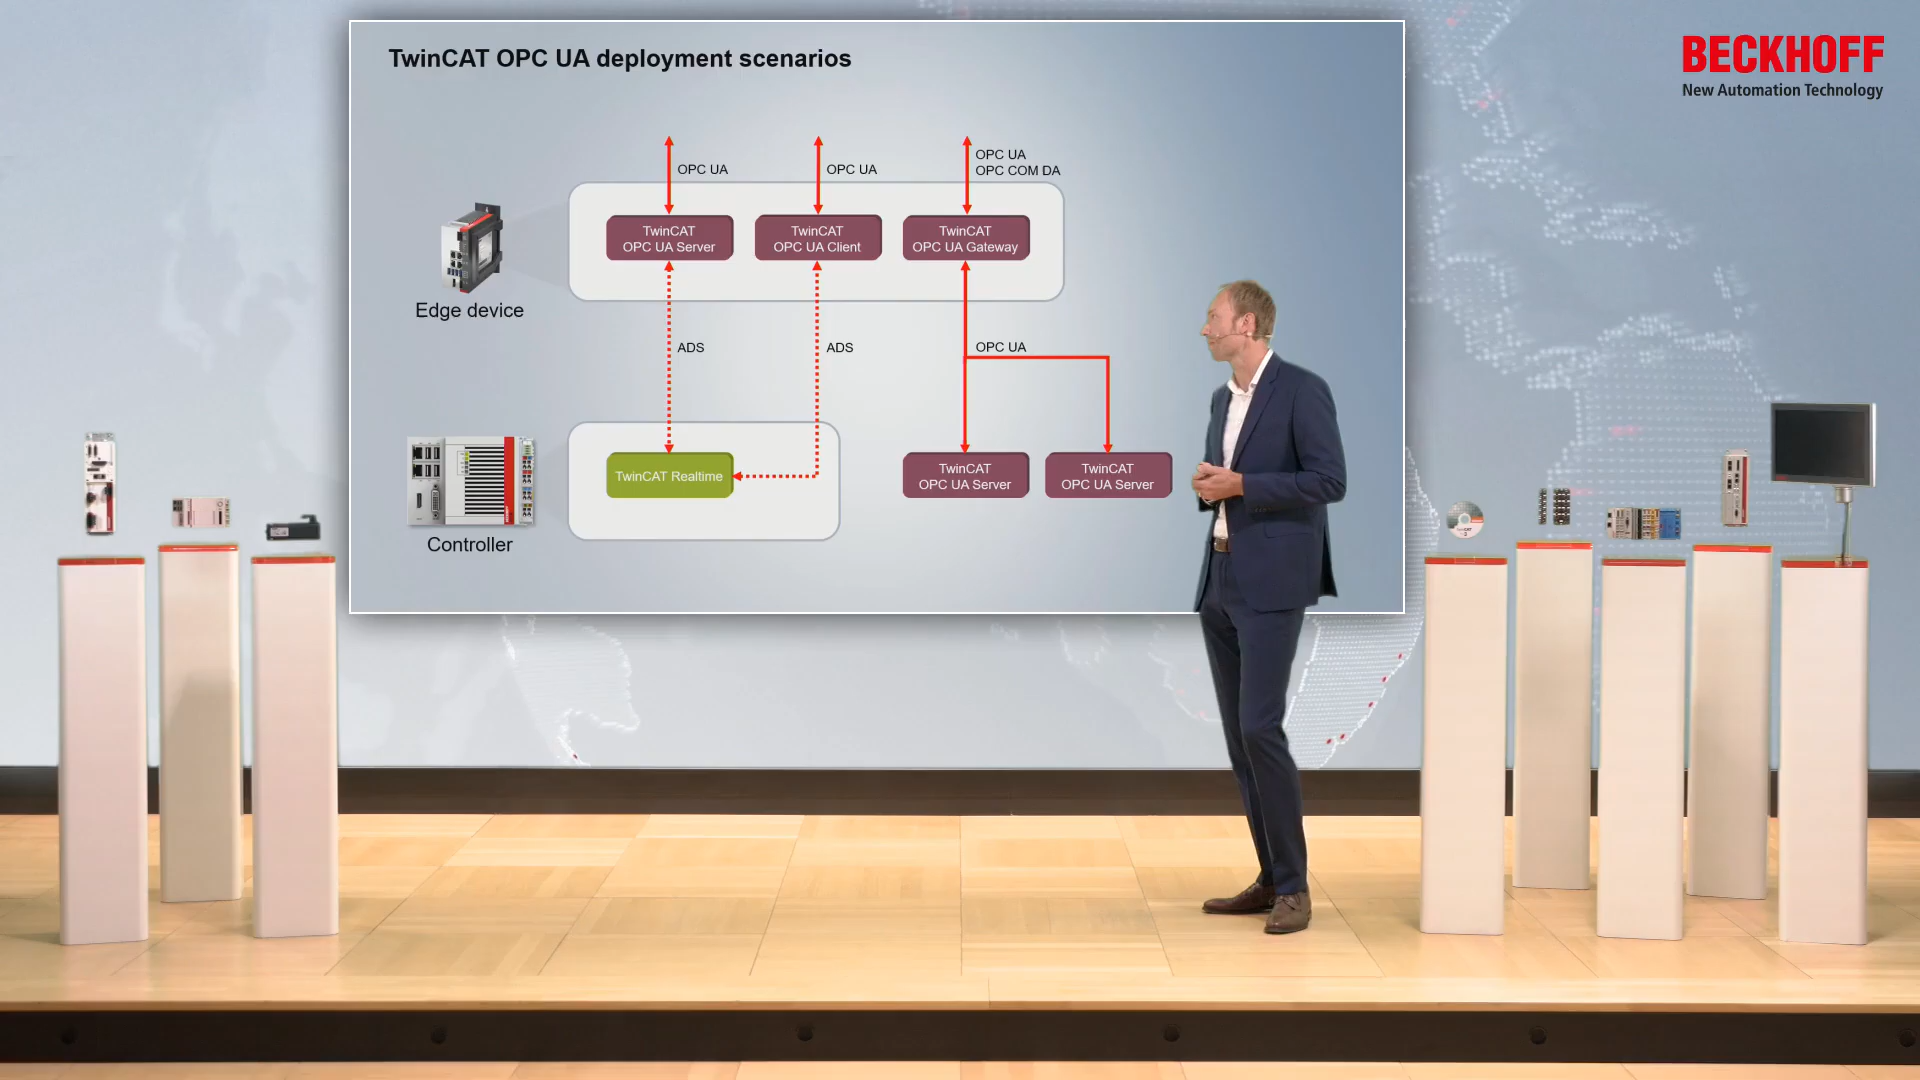 TwinCAT OPC UA deployment scenarios
BECKHOFF
New Automation Technology
OPC UA
OPC UA
OPC UA
OPC COM DA
TwinCAT
OPC UA Server
TwinCAT
OPC UA Client
TwinCAT
OPC UA Gateway
Edge device
ADS
ADS
OPC UA
TwinCAT Realtime
TwinCAT
OPC UA Server
TwinCAT
OPC UA Server
Controller